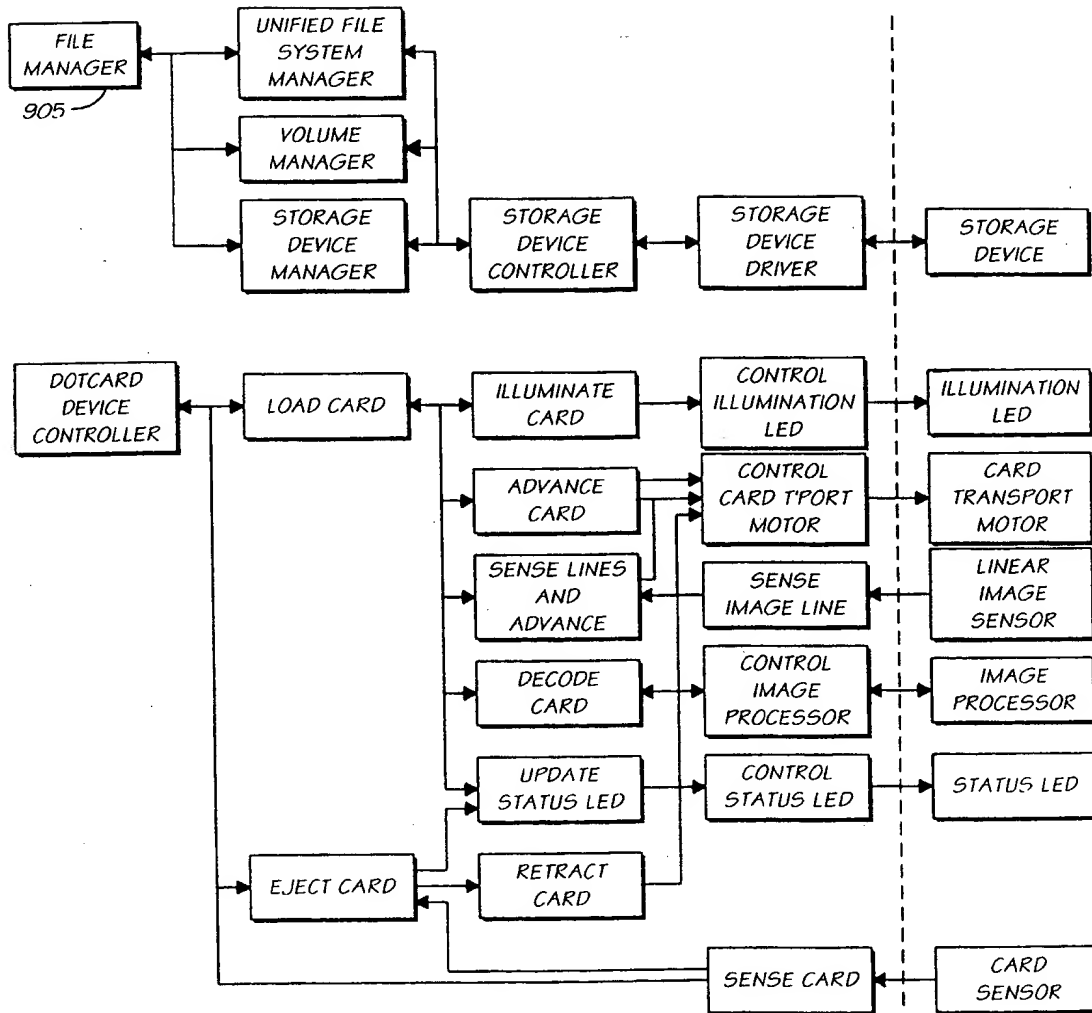 FILE
MANAGER
905
UNIFIED FILE
SYSTEM
MANAGER
VOLUME
MANAGER
STORAGE
DEVICE
MANAGER
STORAGE
DEVICE
CONTROLLER
STORAGE
DEVICE
DRIVER
STORAGE
DEVICE
DOTCARD
DEVICE
CONTROLLER
LOAD CARD
ILLUMINATE
CARD
CONTROL
ILLUMINATION
LED
ILLUMINATION
LED
ADVANCE
CARD
CONTROL
CARD T'PORT
MOTOR
CARD
TRANSPORT
MOTOR
SENSE LINES
AND
ADVANCE
SENSE
IMAGE LINE
LINEAR
IMAGE
SENSOR
DECODE
CARD
CONTROL
IMAGE
PROCESSOR
IMAGE
PROCESSOR
UPDATE
STATUS LED
CONTROL
STATUS LED
STATUS LED
EJECT CARD
RETRACT
CARD
SENSE CARD
CARD
SENSOR